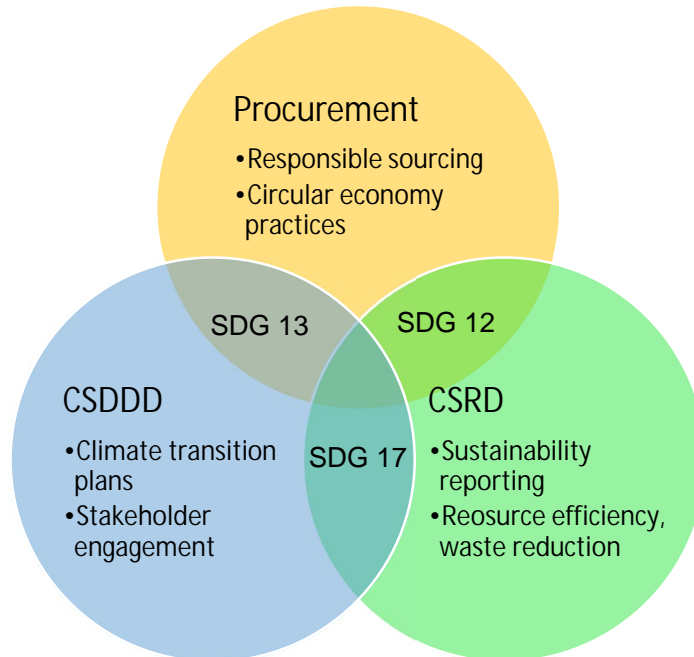 Procurement
•Responsible sourcing
•Circular economy
practices
SDG 13
SDG 12
CSDDD
•Climate transition
plans
•Stakeholder
engagement
SDG 17
CSRD
•Sustainability
reporting
•Reosurce efficiency,
waste reduction